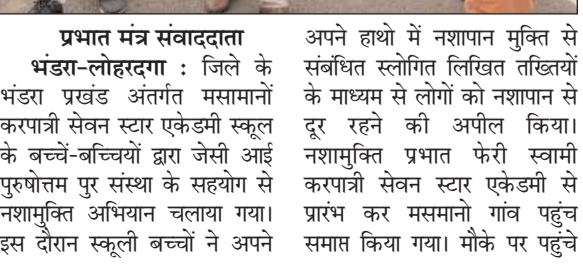 प्रभात मंत्र संवाददाता
भंडरा-लोहरदगा : जिले के
भंडरा प्रखंड अंतर्गत मसामानों
करपात्री सेवन स्टार एकेडमी स्कूल
के बच्चें-बच्चियों द्वारा जेसी आई
पुरुषोत्तम पुर संस्था के सहयोग से
नशामुक्ति अभियान चलाया गया।
इस दौरान स्कूली बच्चों ने अपने
अपने हाथो में नशापान मुक्ति से
संबंधित स्लोगित लिखित तख्तियों
के माध्यम से लोगों को नशापान से
दूर रहने की अपील किया।
नशामुक्ति प्रभात फेरी स्वामी
करपात्री सेवन स्टार एकेडमी से
प्रारंभ कर मसमानो गांव पहुंच
समाप्त किया गया। मौके पर पहुंचे